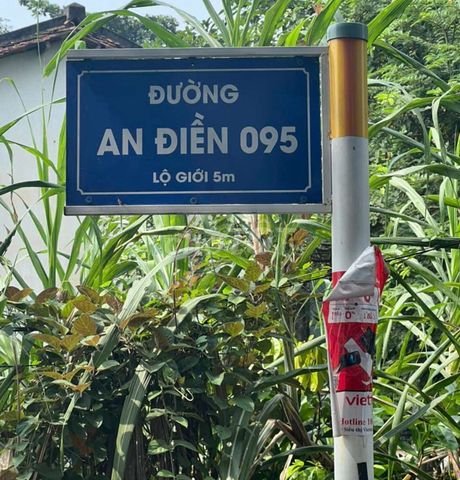 ĐƯỜNG
AN ĐIỀN 095
LỘ GIỚI 5m
viet
Hotline